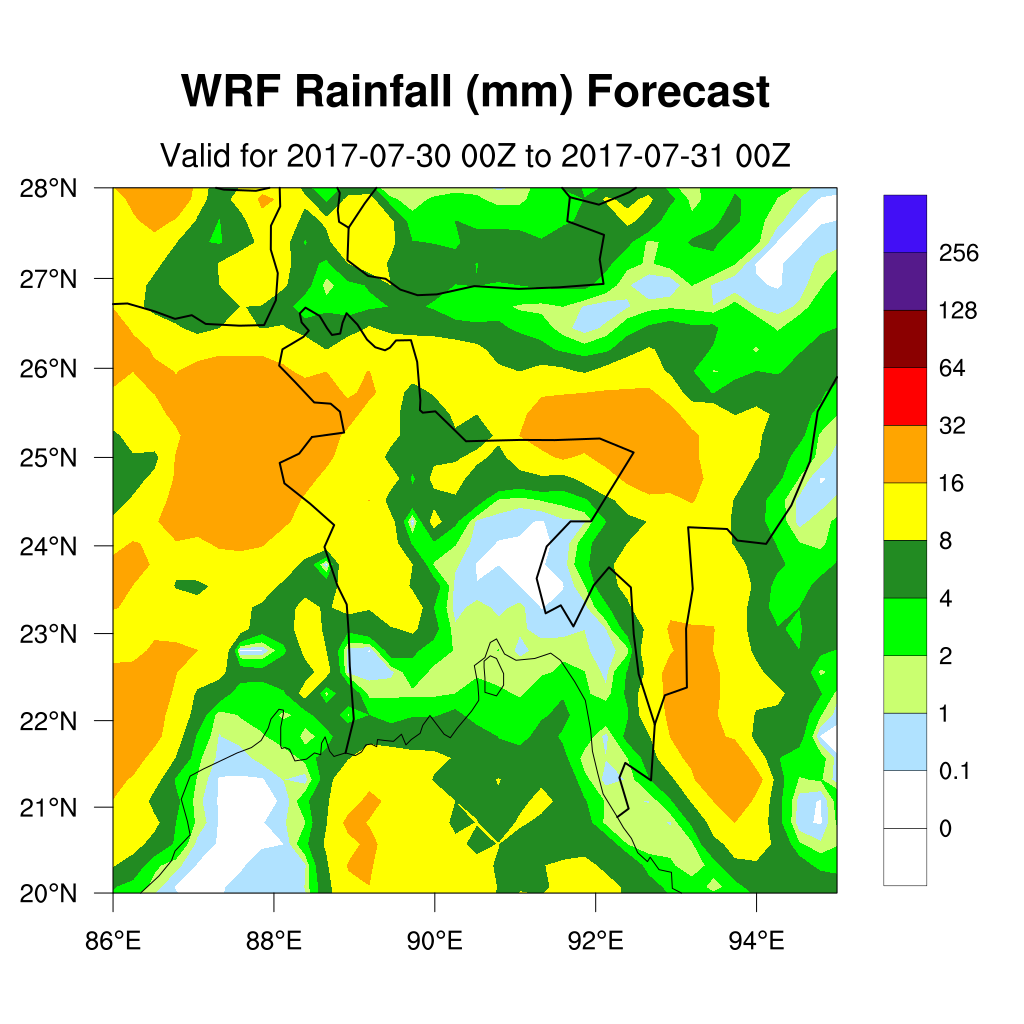 WRF Rainfall (mm) Forecast
Valid for 2017-07-30 00Z to 2017-07-31 00Z
28°N
27°N
26°N
25°N
24°N
23°N
22°N
21°N
20°N
86°E
88°E
90°E
92°E
94°E
256
128
64
32
16
8
4
2
1
0.1
0